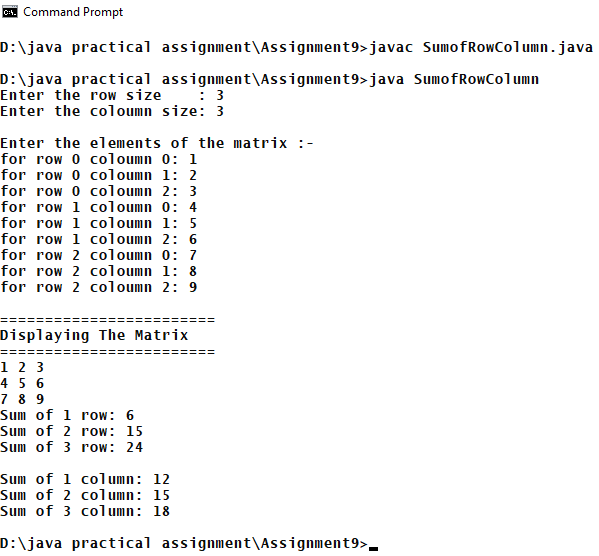 Command Prompt
D:\java practical assignment\Assignment9>javac SumofRowColumn.java
D:\java practical assignment\Assignment9>java SumofRowColumn
Enter the row size    : 3
Enter the coloumn size: 3
Enter the elements of the matrix :-
for row 0 coloumn 0: 1
for row 0 coloumn 1: 2
for row 0 coloumn 2: 3
for row 1 coloumn 0: 4
for row 1 coloumn 1: 5
for row 1 coloumn 2: 6
for row 2 coloumn 0: 7
for row 2 coloumn 1: 8
for row 2 coloumn 2: 9
========================
Displaying The Matrix
========================
1 2 3
4 5 6
7 8 9
Sum of 1 row: 6
Sum of 2 row: 15
Sum of 3 row: 24
Sum of 1 column: 12
Sum of 2 column: 15
Sum of 3 column: 18
D:\java practical assignment\Assignment9>